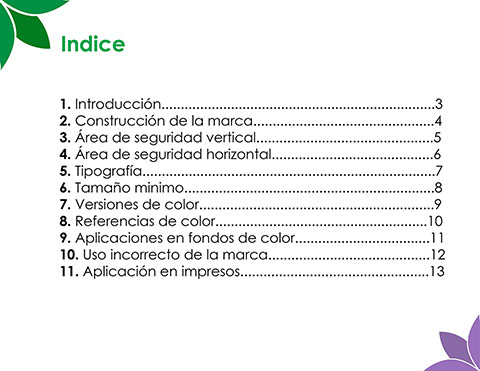 Indice
1. Introducción.................................................................3
2. Construcción de la marca...........................................4
3. Área de seguridad vertical..........................................5
4. Área de seguridad horizontal.......................................6
5. Tipografía......................................................................7
6. Tamaño minimo............................................................8
7. Versiones de color........................................................9
8. Referencias de color...................................................10
9. Aplicaciones en fondos de color................................11
10. Uso incorrecto de la marca.......................................12
11. Aplicación en impresos.............................................13